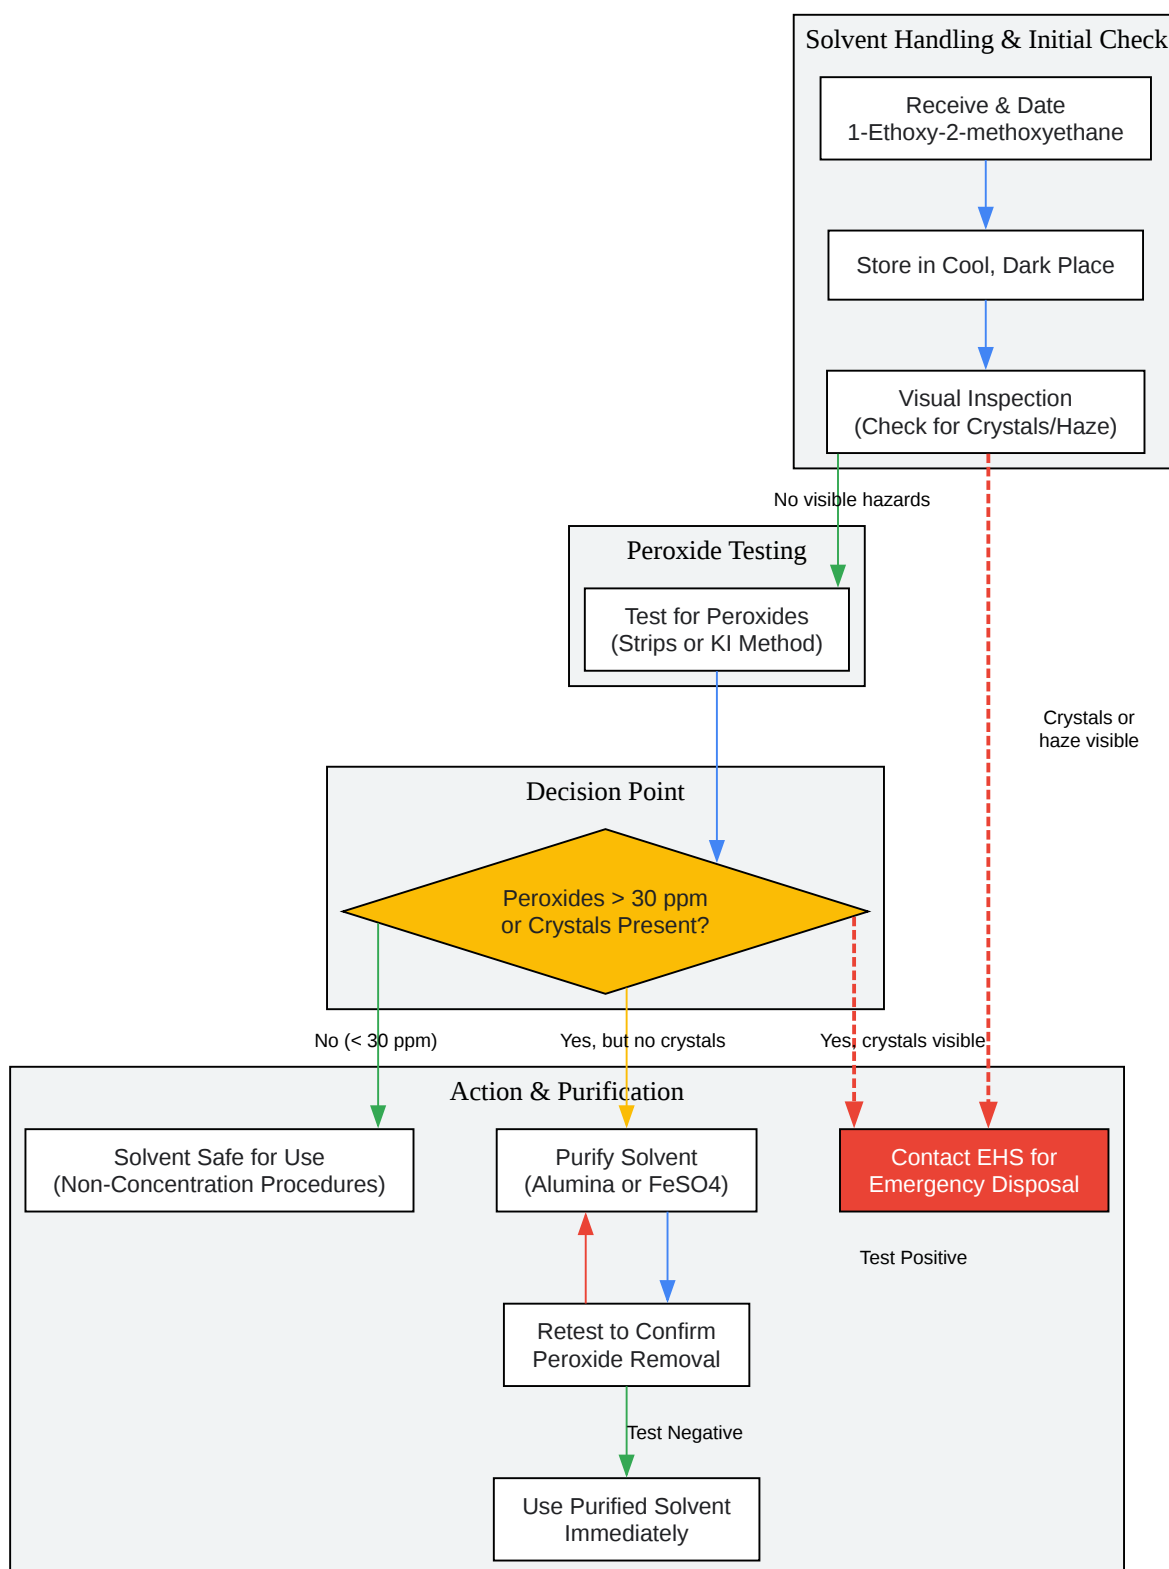 Solvent Handling & Initial Check
Receive & Date
1-Ethoxy-2-methoxyethane
Store in Cool, Dark Place
Visual Inspection
(Check for Crystals/Haze)
No visible hazards
Peroxide Testing
Test for Peroxides
(Strips or KI Method)
Crystals or
haze visible
Decision Point
Peroxides > 30 ppm
or Crystals Present?
No (< 30 ppm)
Yes, but no crystals
Yes, crystals visible
Action & Purification
Solvent Safe for Use
(Non-Concentration Procedures)
Purify Solvent
(Alumina or FeSO4)
Contact EHS for
Emergency Disposal
Test Positive
Retest to Confirm
Peroxide Removal
Test Negative
Use Purified Solvent
Immediately